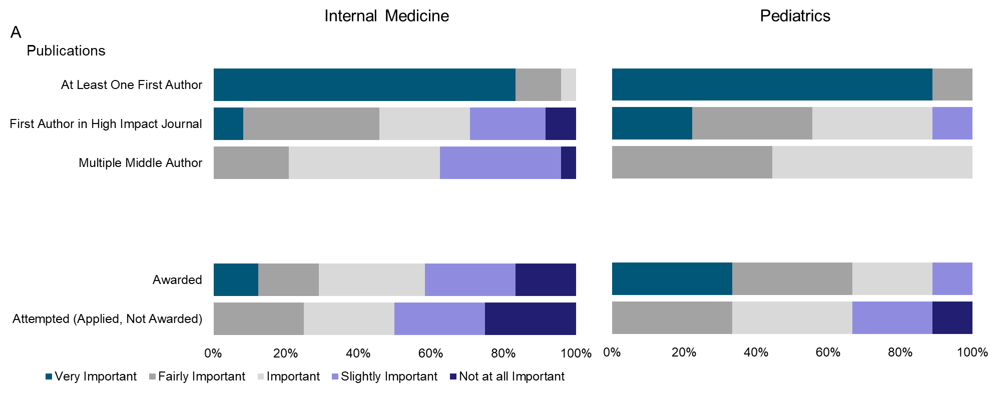 Internal Medicine
Pediatrics
A
Publications
At Least One First Author
First Author in High Impact Journal
Multiple Middle Author
Awarded
Attempted (Applied, Not Awarded)
0% 20% 40% 60% 80% 100%
0% 20% 40% 60% 80% 100%
Very Important Fairly Important Important Slightly Important Not at all Important